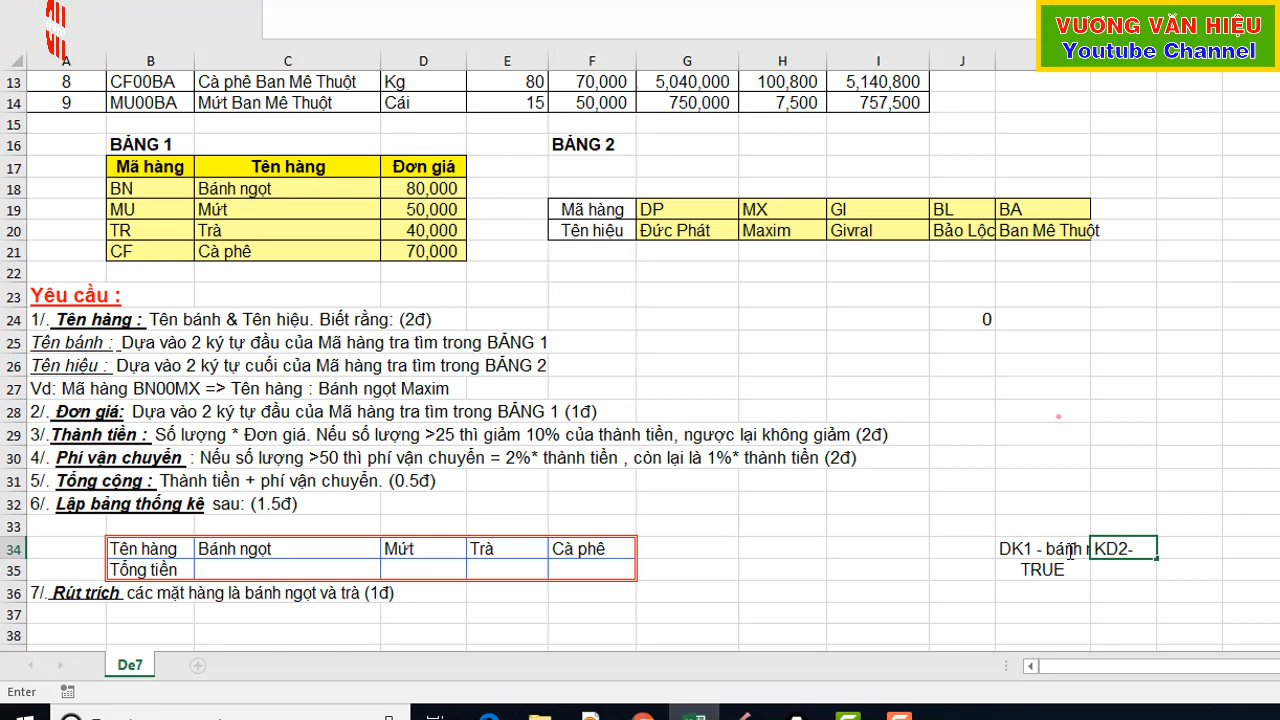 VƯƠNG VĂN HIỆU
Youtube Channel
A B C D E F G H I J
13 8 CF00BA Cà phê Ban Mê Thuột Kg 80 70,000 5,040,000 100,800 5,140,800
14 9 MU00BA Mứt Ban Mê Thuột Cái 15 50,000 750,000 7,500 757,500
15
16 BẢNG 1 BẢNG 2
17 Mã hàng Tên hàng Đơn giá
18 BN Bánh ngọt 80,000
19 MU Mứt 50,000 Mã hàng DP MX GI BL BA
20 TR Trà 40,000 Tên hiệu Đức Phát Maxim Givral Bảo Lộc Ban Mê Thuột
21 CF Cà phê 70,000
22
23 Yêu cầu :
24 1/. Tên hàng : Tên bánh & Tên hiệu. Biết rằng: (2đ) 0
25 Tên bánh : Dựa vào 2 ký tự đầu của Mã hàng tra tìm trong BẢNG 1
26 Tên hiệu : Dựa vào 2 ký tự cuối của Mã hàng tra tìm trong BẢNG 2
27 Vd: Mã hàng BN00MX => Tên hàng : Bánh ngọt Maxim
28 2/. Đơn giá: Dựa vào 2 ký tự đầu của Mã hàng tra tìm trong BẢNG 1 (1đ)
29 3/.Thành tiền : Số lượng * Đơn giá. Nếu số lượng >25 thì giảm 10% của thành tiền, ngược lại không giảm (2đ)
30 4/. Phí vận chuyển : Nếu số lượng >50 thì phí vận chuyển = 2%* thành tiền , còn lại là 1%* thành tiền (2đ)
31 5/. Tổng cộng : Thành tiền + phí vận chuyển. (0.5đ)
32 6/. Lập bảng thống kê sau: (1.5đ)
33
34 Tên hàng Bánh ngọt Mứt Trà Cà phê DK1 - bánh KD2-
35 Tổng tiền TRUE
36 7/. Rút trích các mặt hàng là bánh ngọt và trà (1đ)
37
38
De7
Enter